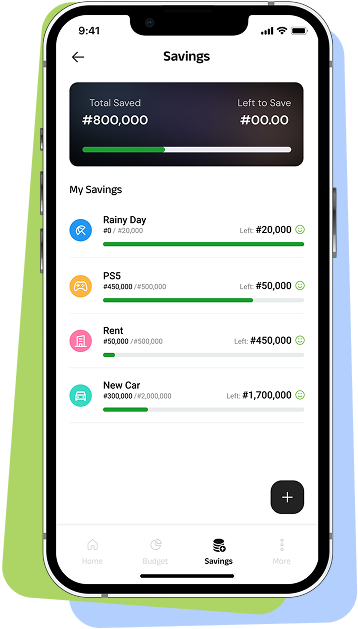 9:41
Savings
Total Saved
Left to Save
#800,000
#00.00
My Savings
Rainy Day
#0 / #20,000
Left: #20,000
PS5
#450,000 /#500,000
Left: #50,000
Rent
#50,000 /#500,000
Left: #450,000
New Car
#300,000 /#2,000,000
Left: #1,700,000
+
Home
Budget
Savings
More